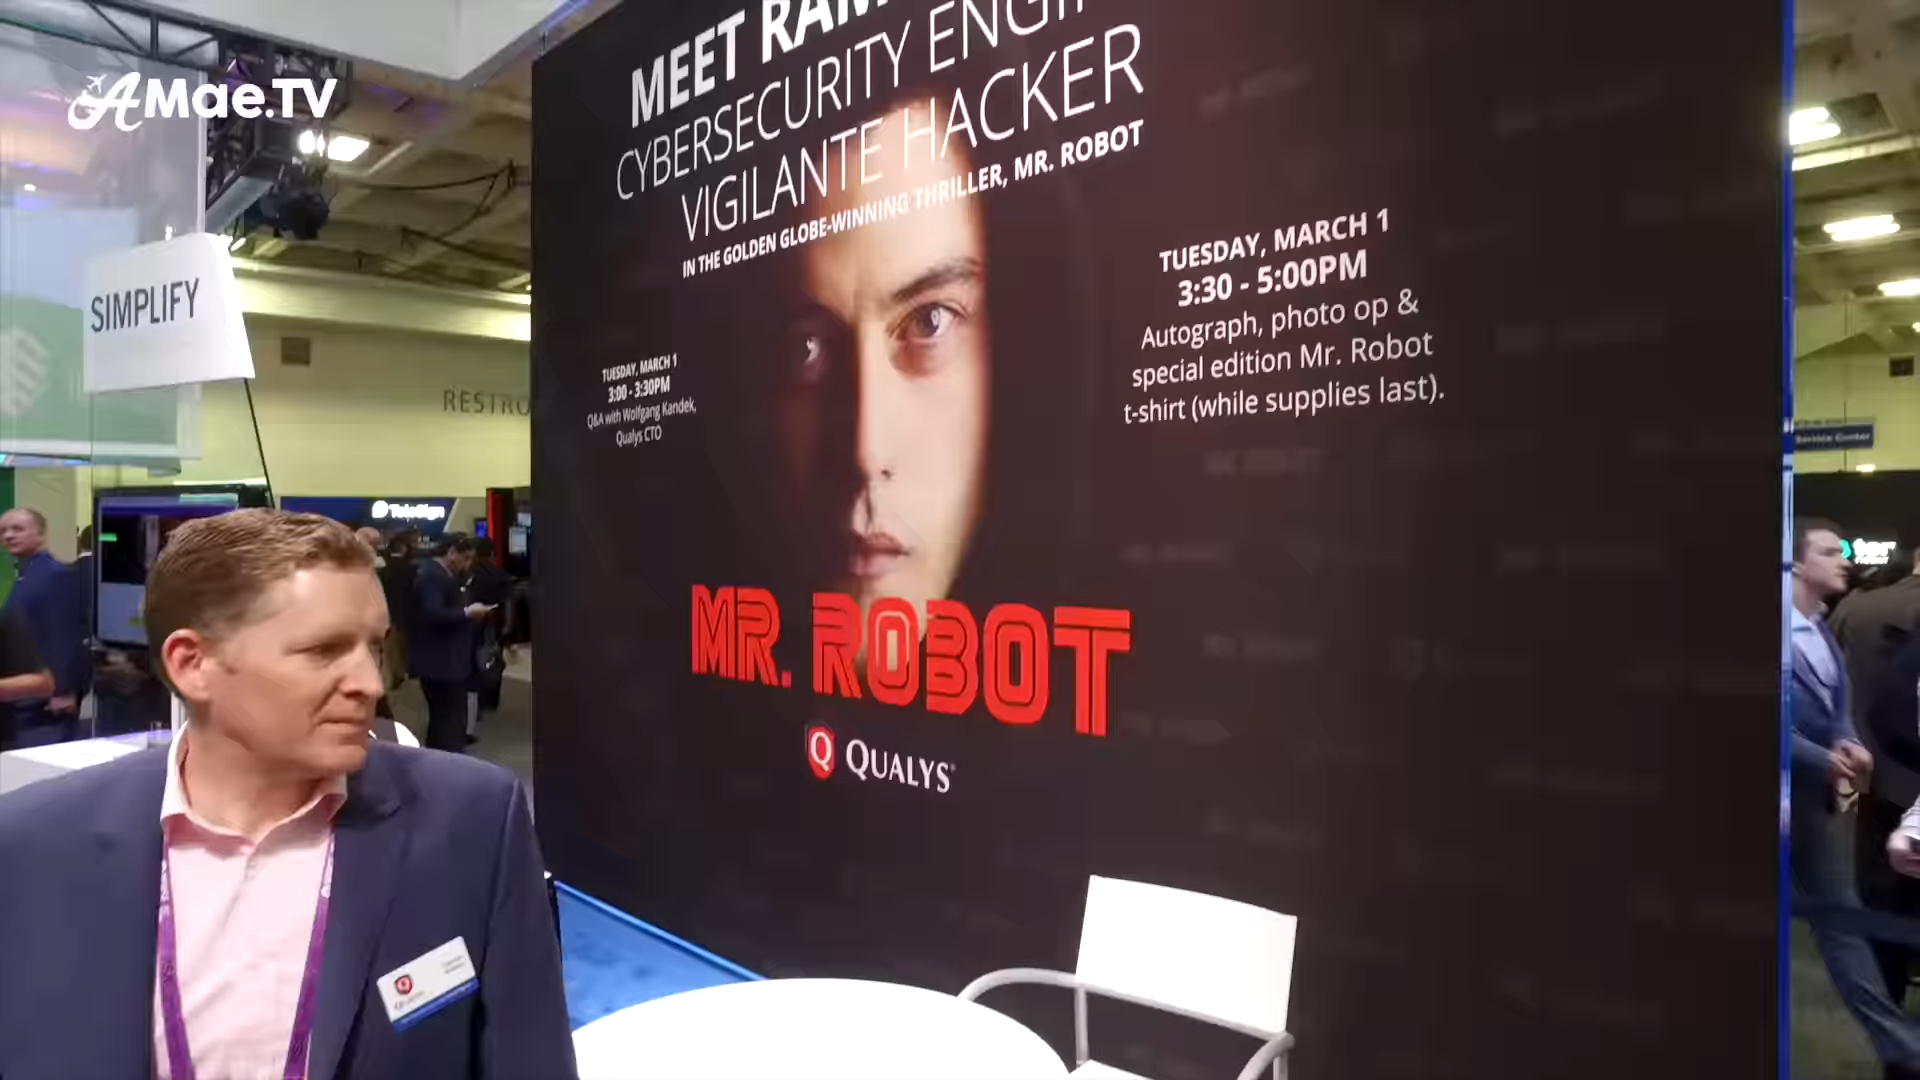 AMae.TV
MEET RAM
CYBERSECURITY ENGI
VIGILANTE HACKER
IN THE GOLDEN GLOBE-WINNING THRILLER, MR. ROBOT
TUESDAY, MARCH 1
3:30 - 5:00PM
Autograph, photo op &
special edition Mr. Robot
t-shirt (while supplies last).
SIMPLIFY
TUESDAY, MARCH 1
3:00 - 3:30PM
Q&A with Wolfgang Kandek,
Qualys CTO
RESTRO
Service Center
TeleSign
MR. ROBOT
QUALYS